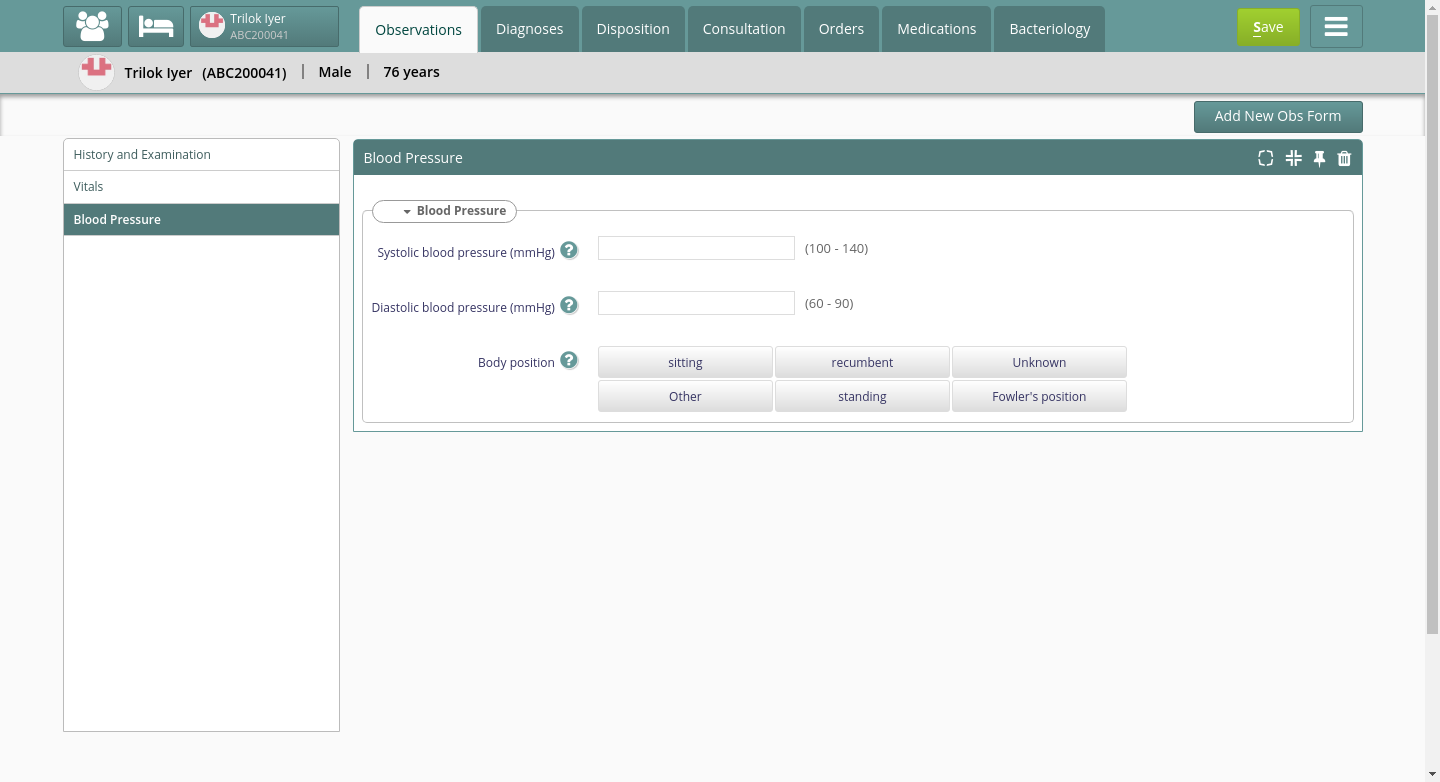 Trilok Iyer
ABC200041
Observations
Diagnoses
Disposition
Consultation
Orders
Medications
Bacteriology
Save
Trilok Iyer (ABC200041) | Male | 76 years
Add New Obs Form
History and Examination
Vitals
Blood Pressure
Blood Pressure
Blood Pressure
Systolic blood pressure (mmHg) ? (100 - 140)
Diastolic blood pressure (mmHg) ? (60 - 90)
Body position ? sitting recumbent Unknown
Other standing Fowler's position